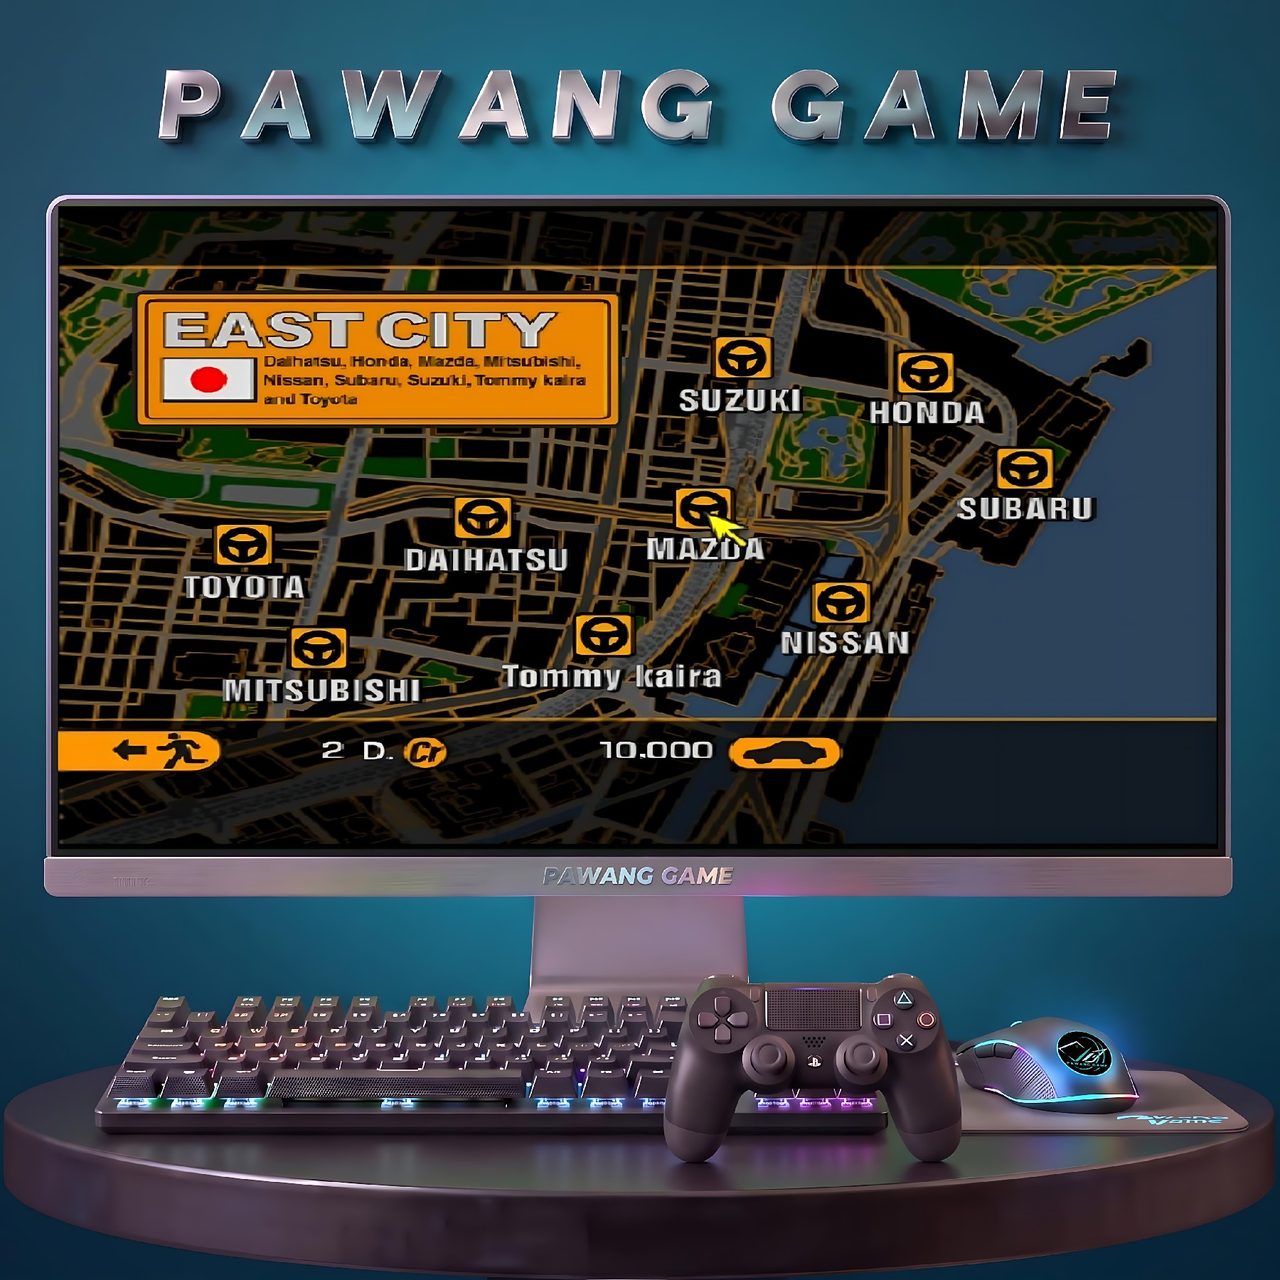 PAWANG GAME
EAST CITY
Daihatsu, Honda, Mazda, Mitsubishi,
Nissan, Subaru, Suzuki, Tommy kaira
and Toyota
SUZUKI
HONDA
SUBARU
MAZDA
DAIHATSU
TOYOTA
NISSAN
Tommy kaira
MITSUBISHI
2 D. Cr
10.000
PAWANG GAME